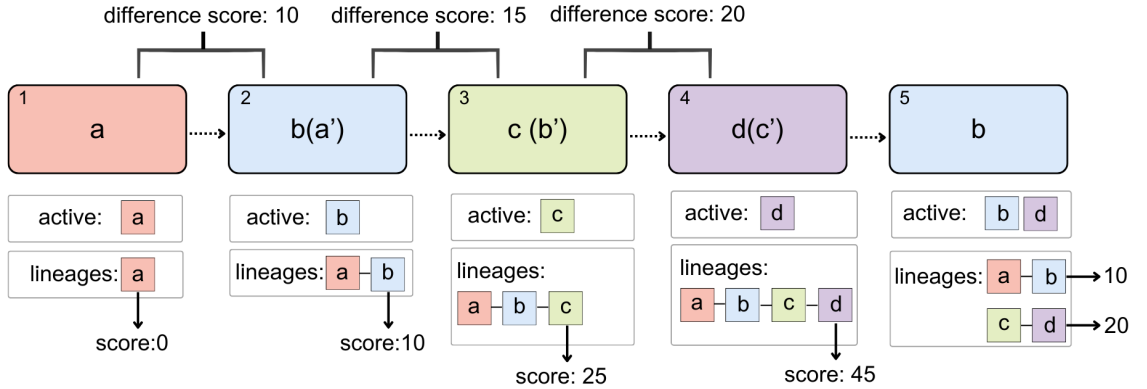 difference score: 10
difference score: 15
difference score: 20
1
a
2
b(a’)
3
c (b’)
4
d(c’)
5
b
active: a
active: b
active: c
active: d
active: b d
lineages: a
lineages: a b
lineages:
a b c
lineages:
a b c d
lineages: a b 10
c d 20
score:0
score:10
score: 25
score: 45